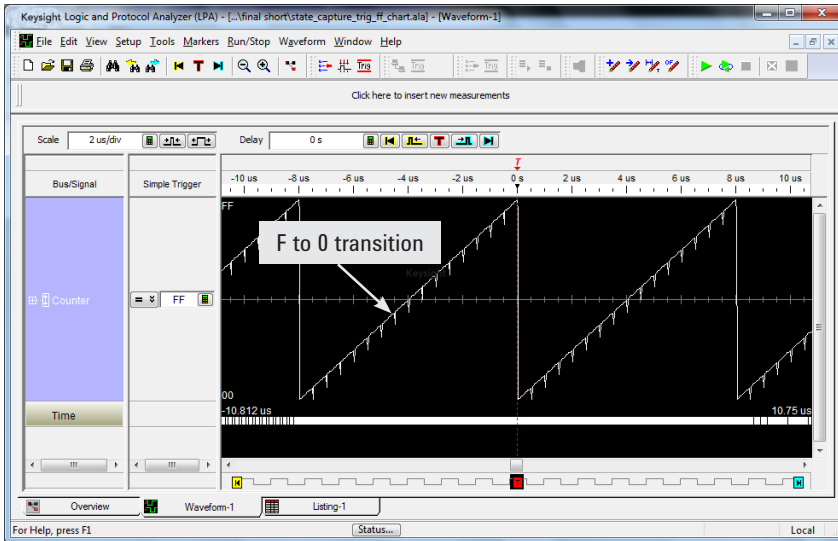 Keysight Logic and Protocol Analyzer (LPA) - [...\final short\state_capture_trig_ff_chart.ala] - [Waveform-1]
File Edit View Setup Tools Markers Run/Stop Waveform Window Help
Click here to insert new measurements
Scale 2 us/div Delay 0 s
T
Bus/Signal Simple Trigger -10 us -8 us -6 us -4 us -2 us 0 s 2 us 4 us 6 us 8 us 10 us
FF
F to 0 transition
Keysight
Counter = FF
00
Time -10.812 us 10.75 us
Overview Waveform-1 Listing-1
For Help, press F1 Status... Local